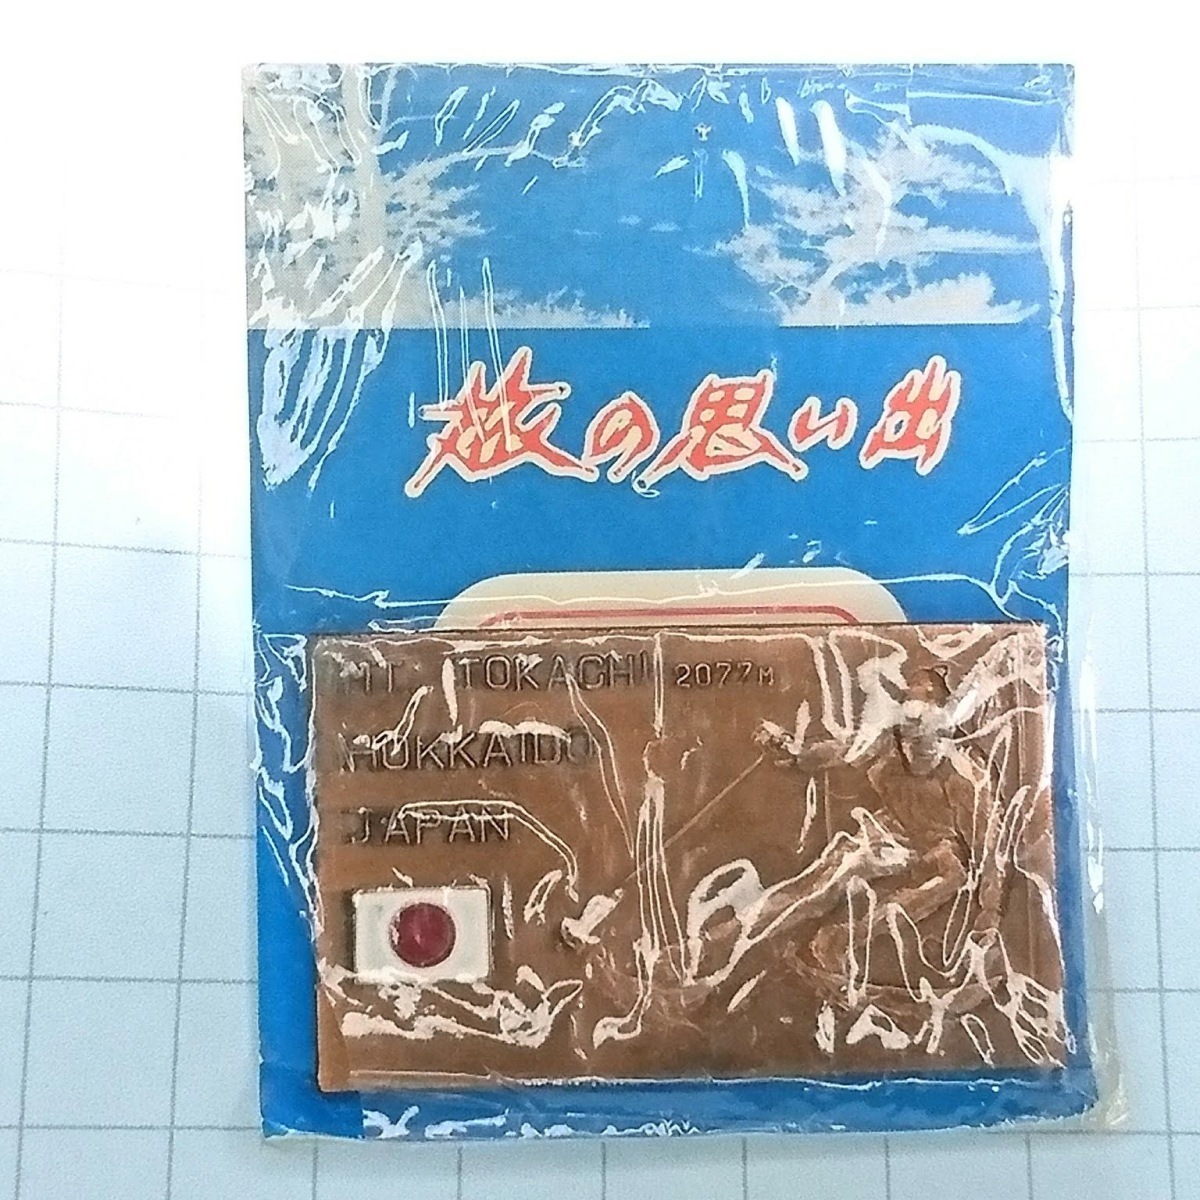 旅の思い出
MT. TOKACHI 2077M
HOKKAIDO
JAPAN